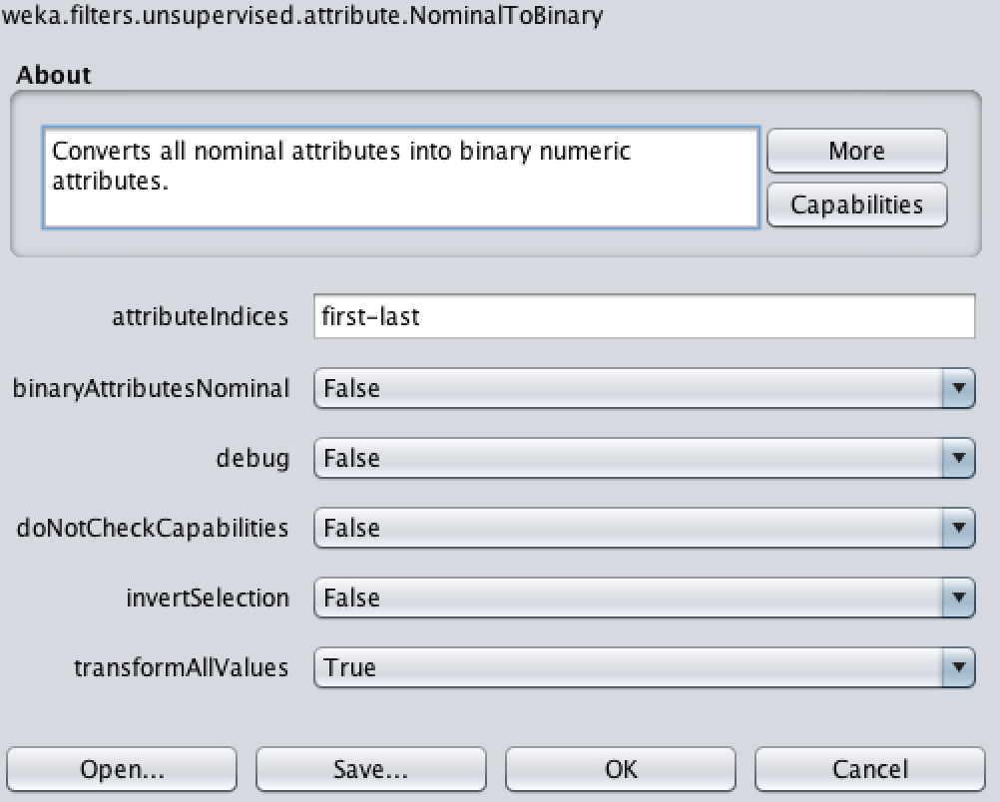 weka.filters.unsupervised.attribute.NominalToBinary
About
Converts all nominal attributes into binary numeric
attributes.
More
Capabilities
attributeIndices first-last
binaryAttributesNominal False
debug False
doNotCheckCapabilities False
invertSelection False
transformAllValues True
Open... Save... OK Cancel